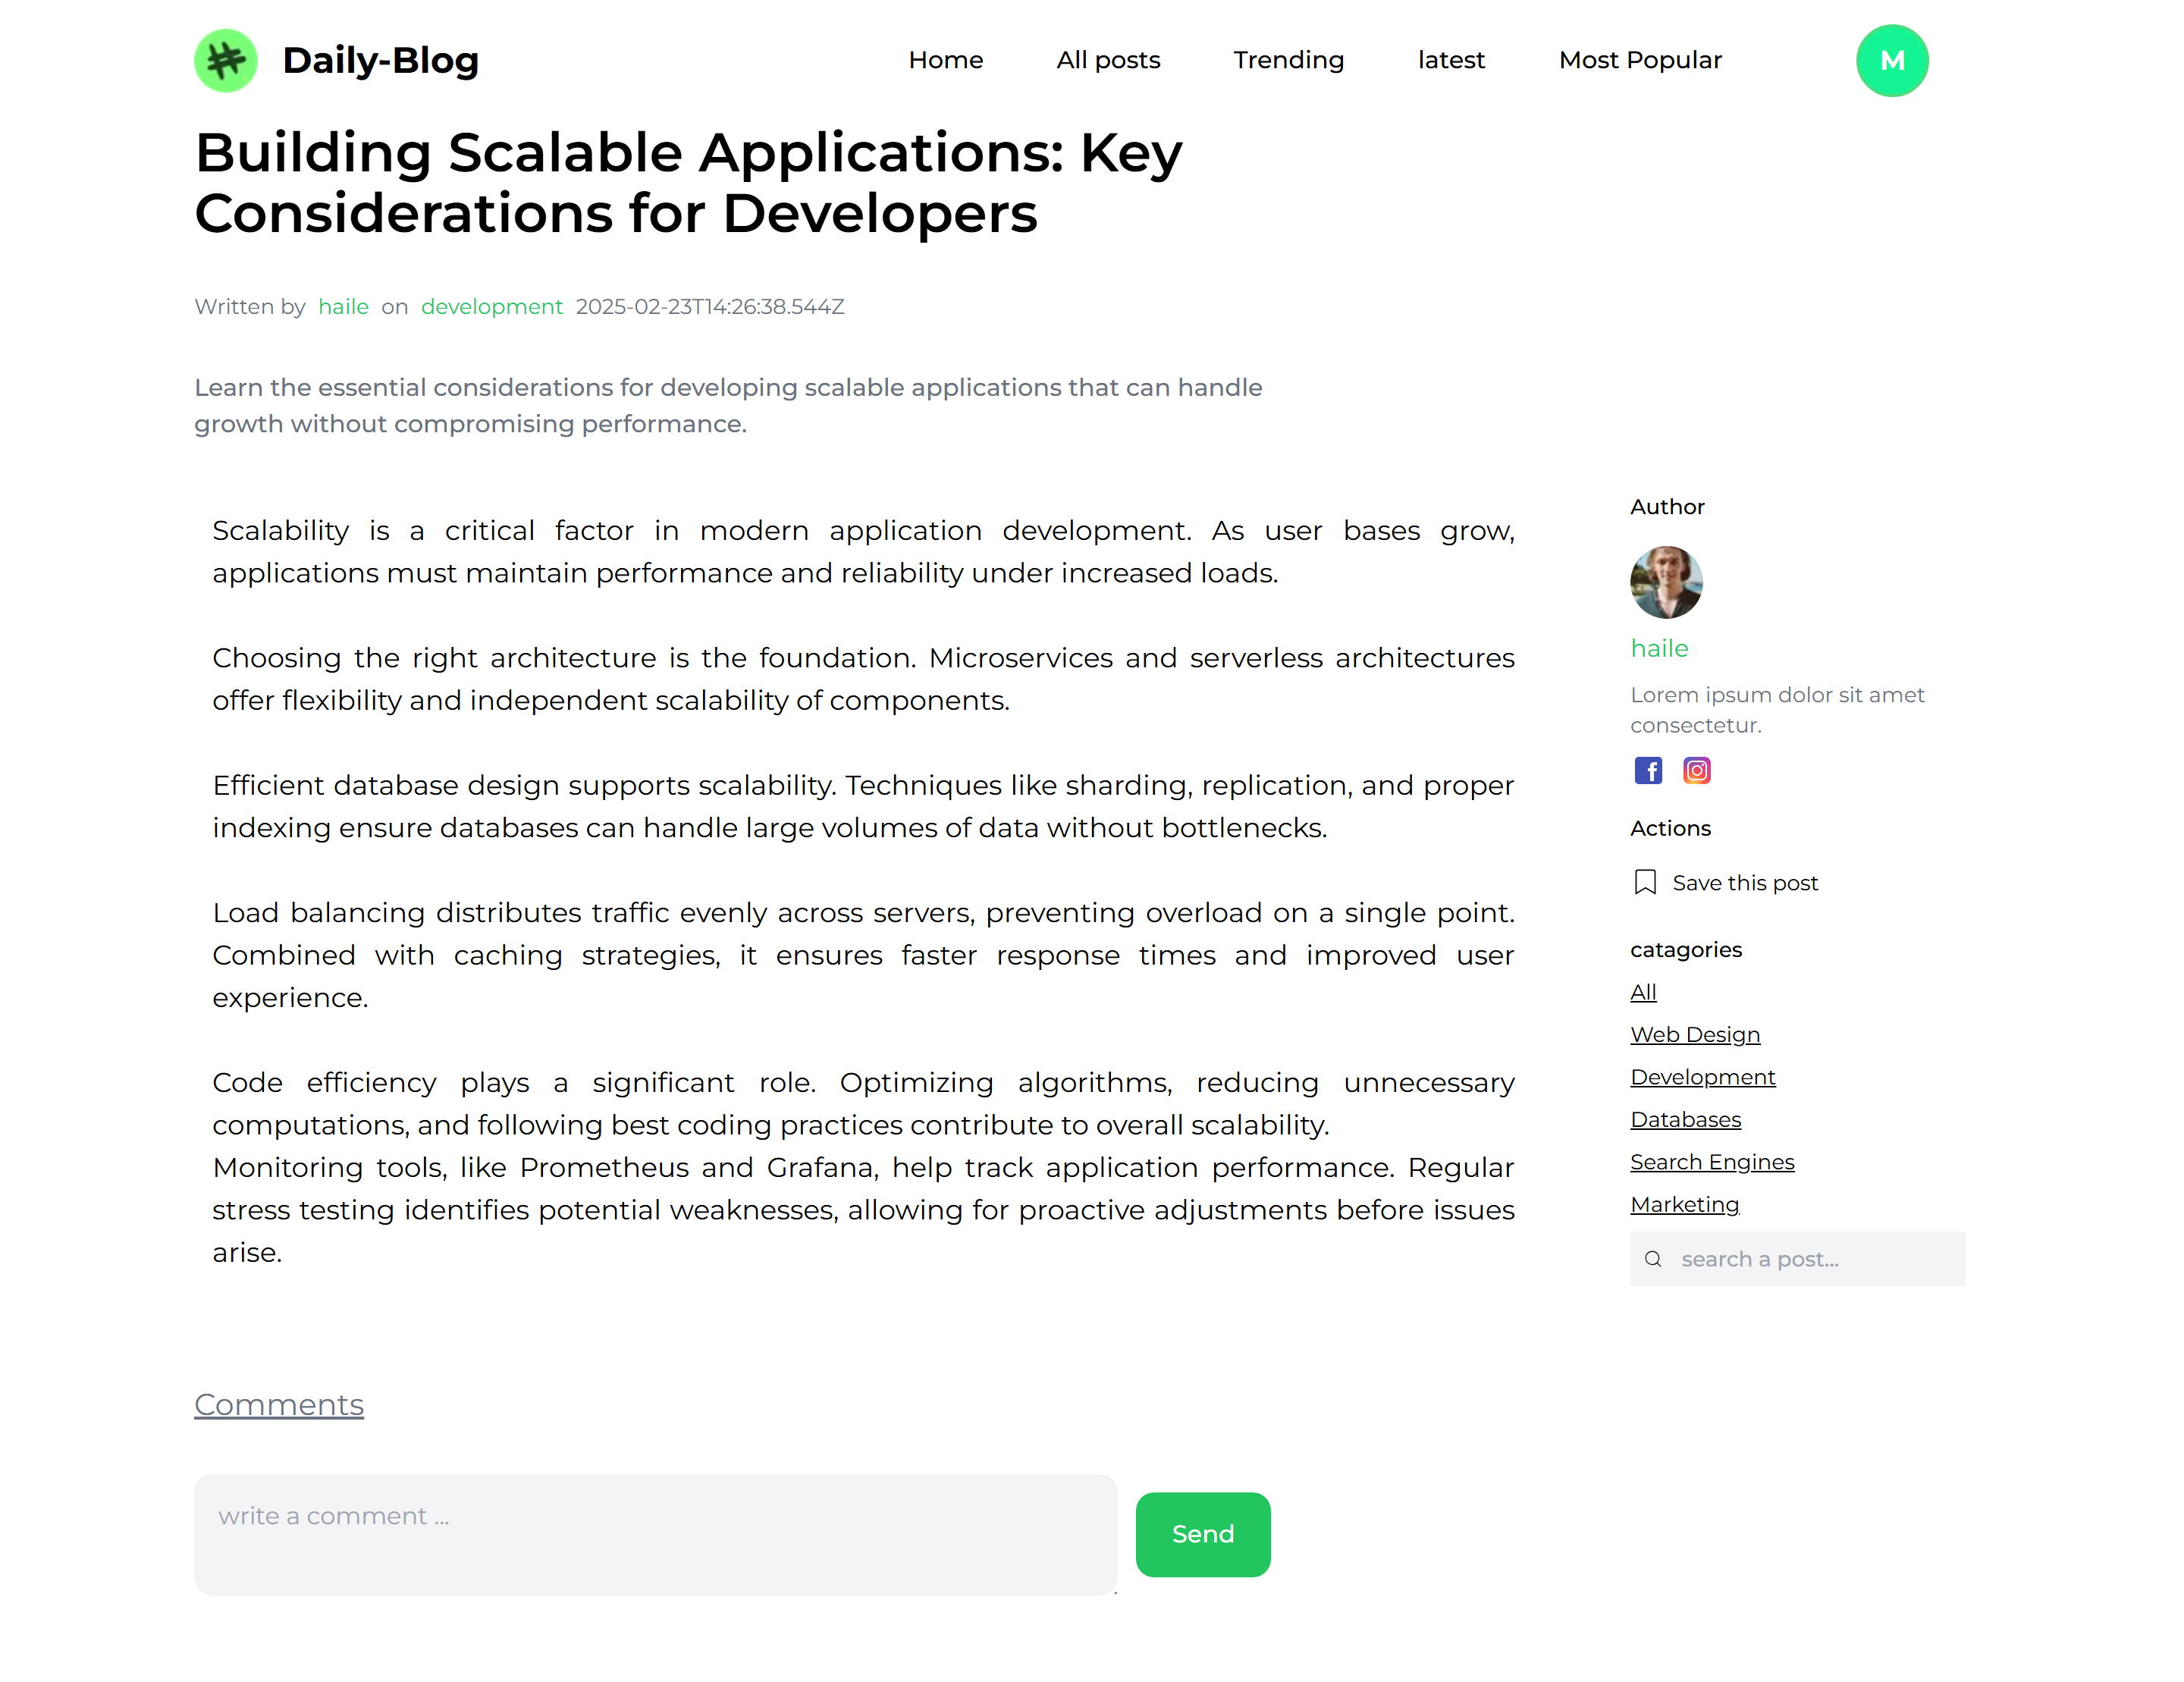 Daily-Blog
Home
All posts
Trending
latest
Most Popular
M
Building Scalable Applications: Key
Considerations for Developers
Written by haile on development 2025-02-23T14:26:38.544Z
Learn the essential considerations for developing scalable applications that can handle
growth without compromising performance.
Scalability is a critical factor in modern application development. As user bases grow,
applications must maintain performance and reliability under increased loads.
Choosing the right architecture is the foundation. Microservices and serverless architectures
offer flexibility and independent scalability of components.
Efficient database design supports scalability. Techniques like sharding, replication, and proper
indexing ensure databases can handle large volumes of data without bottlenecks.
Load balancing distributes traffic evenly across servers, preventing overload on a single point.
Combined with caching strategies, it ensures faster response times and improved user
experience.
Code efficiency plays a significant role. Optimizing algorithms, reducing unnecessary
computations, and following best coding practices contribute to overall scalability.
Monitoring tools, like Prometheus and Grafana, help track application performance. Regular
stress testing identifies potential weaknesses, allowing for proactive adjustments before issues
arise.
Author
haile
Lorem ipsum dolor sit amet
consectetur.
Actions
Save this post
catagories
All
Web Design
Development
Databases
Search Engines
Marketing
search a post...
Comments
write a comment ...
Send